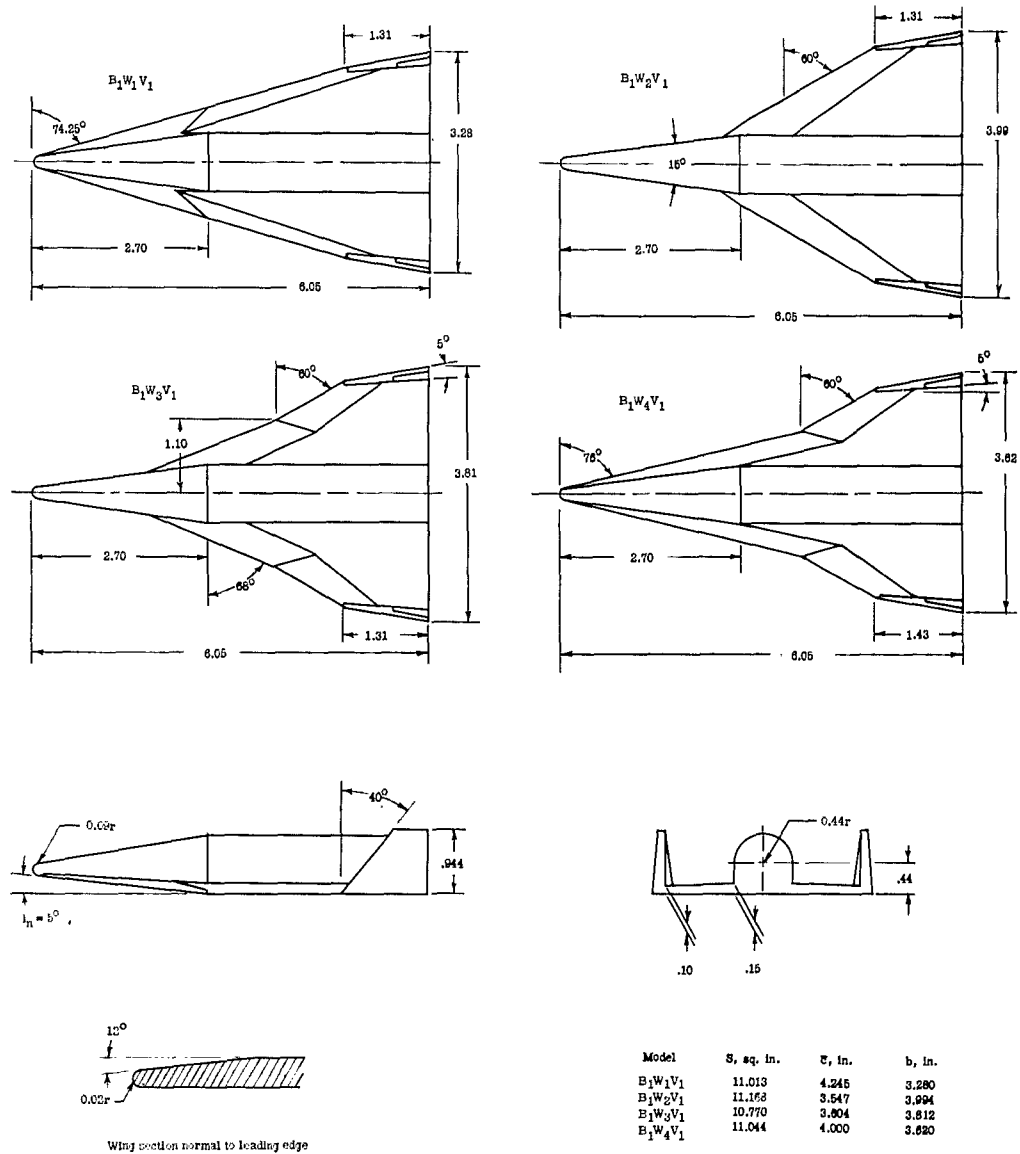 B₁W₁V₁
1.31
74.25°
3.28
2.70
6.05
B₁W₂V₁
1.31
60°
15°
3.99
2.70
6.05
B₁W₃V₁
60°
5°
1.10
3.81
2.70
68°
1.31
6.05
B₁W₄V₁
60°
5°
76°
3.62
2.70
1.43
6.05
0.09r
40°
.944
iₙ = 5°
0.44r
.44
.10
.15
0.02r
Wing section normal to leading edge
Model S, sq. in. c̄, in. b, in.
B₁W₁V₁ 11.013 4.245 3.280
B₁W₂V₁ 11.168 3.547 3.994
B₁W₃V₁ 10.770 3.804 3.812
B₁W₄V₁ 11.044 4.000 3.620